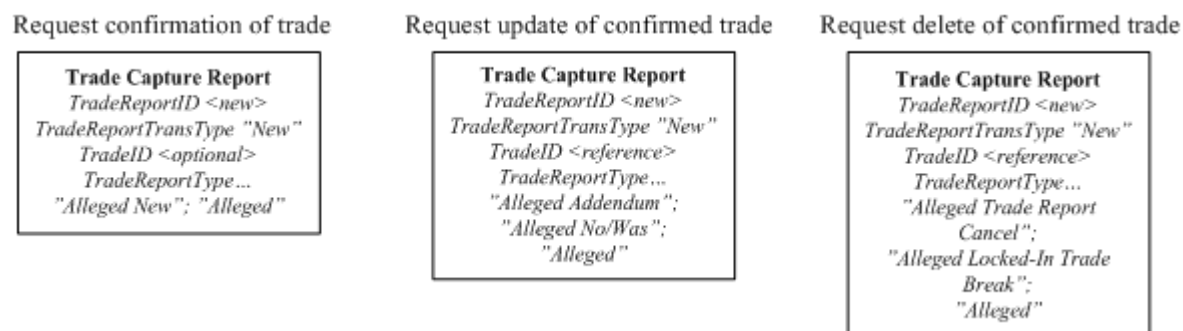 Request confirmation of trade
Trade Capture Report
TradeReportID <new>
TradeReportTransType "New"
TradeID <optional>
TradeReportType...
"Alleged New"; "Alleged"
Request update of confirmed trade
Trade Capture Report
TradeReportID <new>
TradeReportTransType "New"
TradeID <reference>
TradeReportType...
"Alleged Addendum";
"Alleged No/Was";
"Alleged"
Request delete of confirmed trade
Trade Capture Report
TradeReportID <new>
TradeReportTransType "New"
TradeID <reference>
TradeReportType...
"Alleged Trade Report
Cancel";
"Alleged Locked-In Trade
Break";
"Alleged"